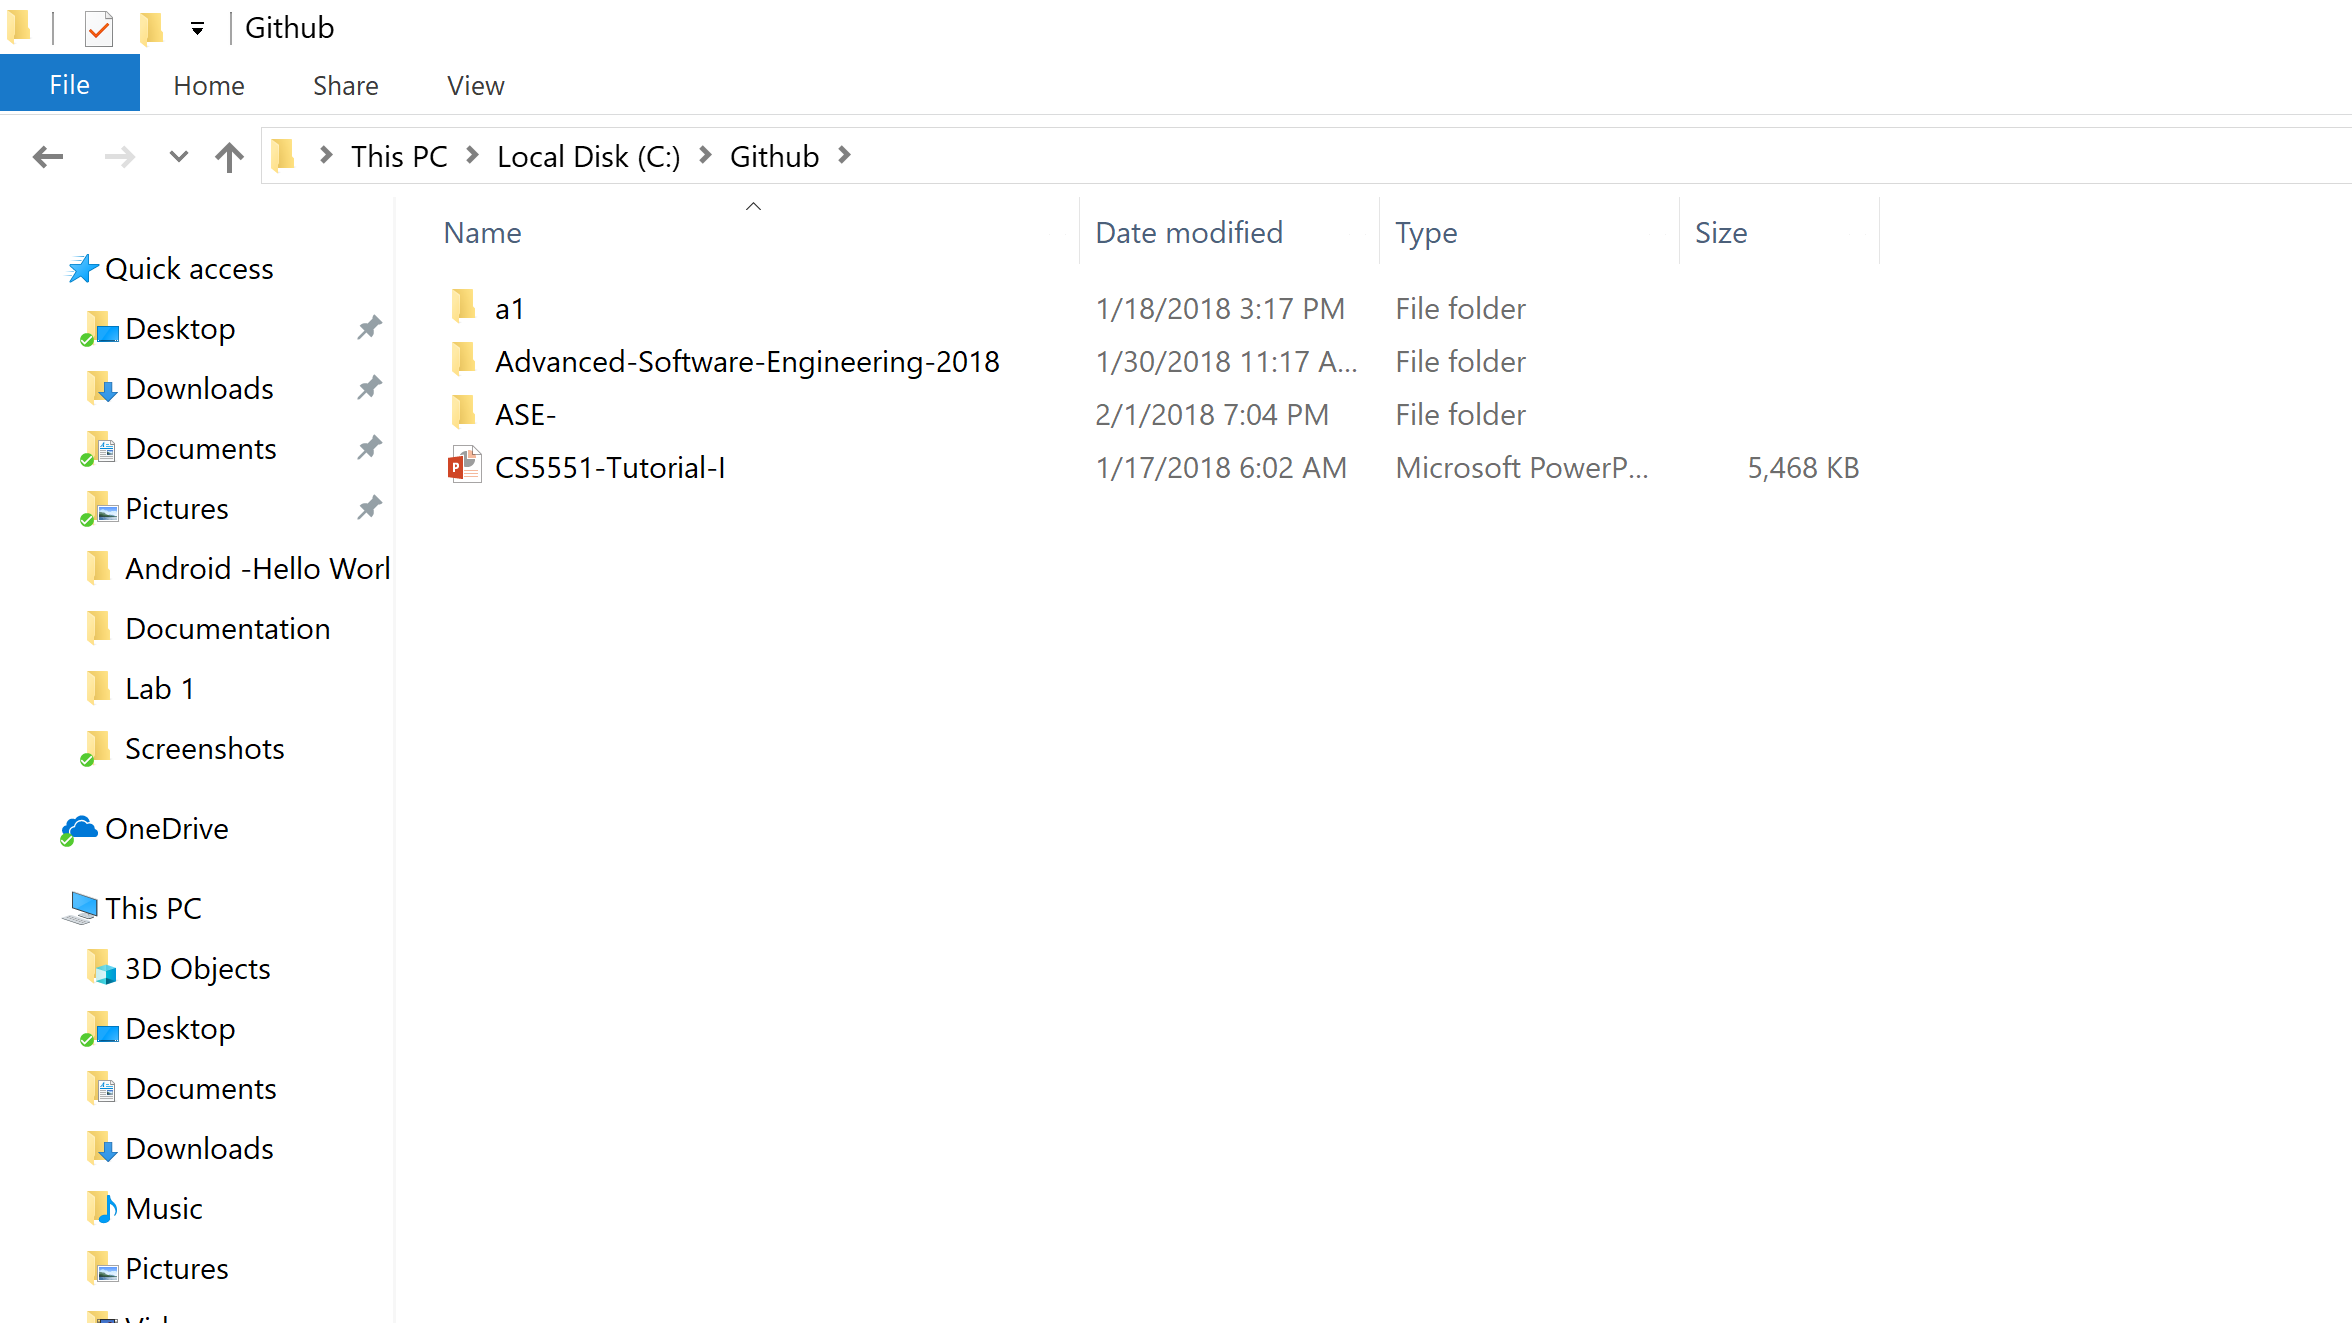 Github
File Home Share View
This PC Local Disk (C:) Github
Name Date modified Type Size
Quick access
Desktop
Downloads
Documents
Pictures
Android -Hello Worl
Documentation
Lab 1
Screenshots
OneDrive
This PC
3D Objects
Desktop
Documents
Downloads
Music
Pictures
a1 1/18/2018 3:17 PM File folder
Advanced-Software-Engineering-2018 1/30/2018 11:17 A... File folder
ASE- 2/1/2018 7:04 PM File folder
CS5551-Tutorial-I 1/17/2018 6:02 AM Microsoft PowerP... 5,468 KB